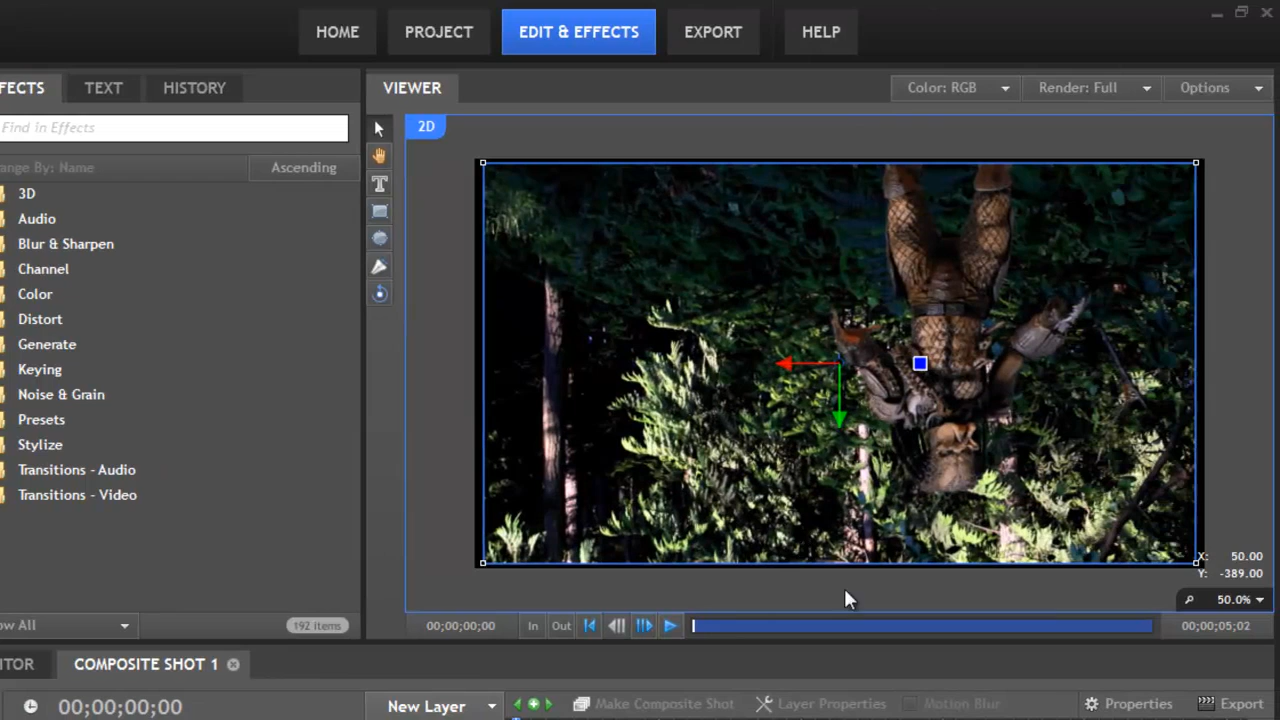 HOME PROJECT EDIT & EFFECTS EXPORT HELP
FECTS TEXT HISTORY
VIEWER
Color: RGB Render: Full Options
Find in Effects
2D
ange By: Name Ascending
3D
Audio
Blur & Sharpen
Channel
Color
Distort
Generate
Keying
Noise & Grain
Presets
Stylize
Transitions - Audio
Transitions - Video
X: 50.00
Y: -389.00
50.0%
ow All 192 items
00;00;00;00 In Out 00;00;05;02
ITOR COMPOSITE SHOT 1
00;00;00;00 New Layer Make Composite Shot Layer Properties Motion Blur Properties Export